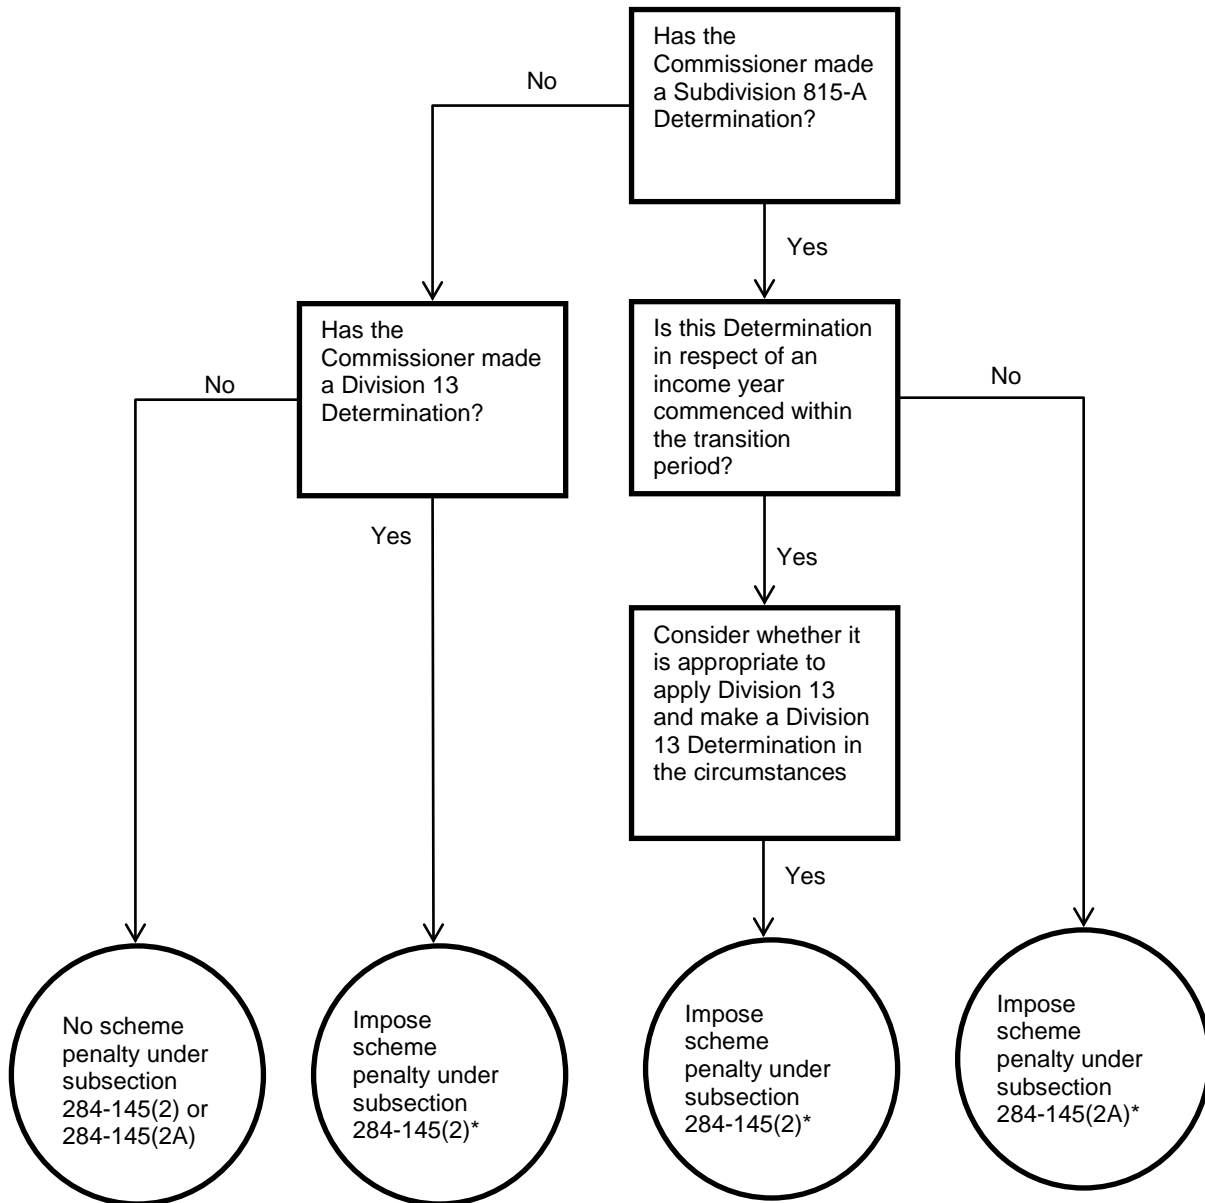 Has the
Commissioner made
a Subdivision 815-A
Determination?
No
Yes
Has the
Commissioner made
a Division 13
Determination?
Is this Determination
in respect of an
income year
commenced within
the transition
period?
No
No
Yes
Yes
Consider whether it
is appropriate to
apply Division 13
and make a Division
13 Determination in
the circumstances
Yes
No scheme
penalty under
subsection
284-145(2) or
284-145(2A)
Impose
scheme
penalty under
subsection
284-145(2)*
Impose
scheme
penalty under
subsection
284-145(2)*
Impose
scheme
penalty under
subsection
284-145(2A)*